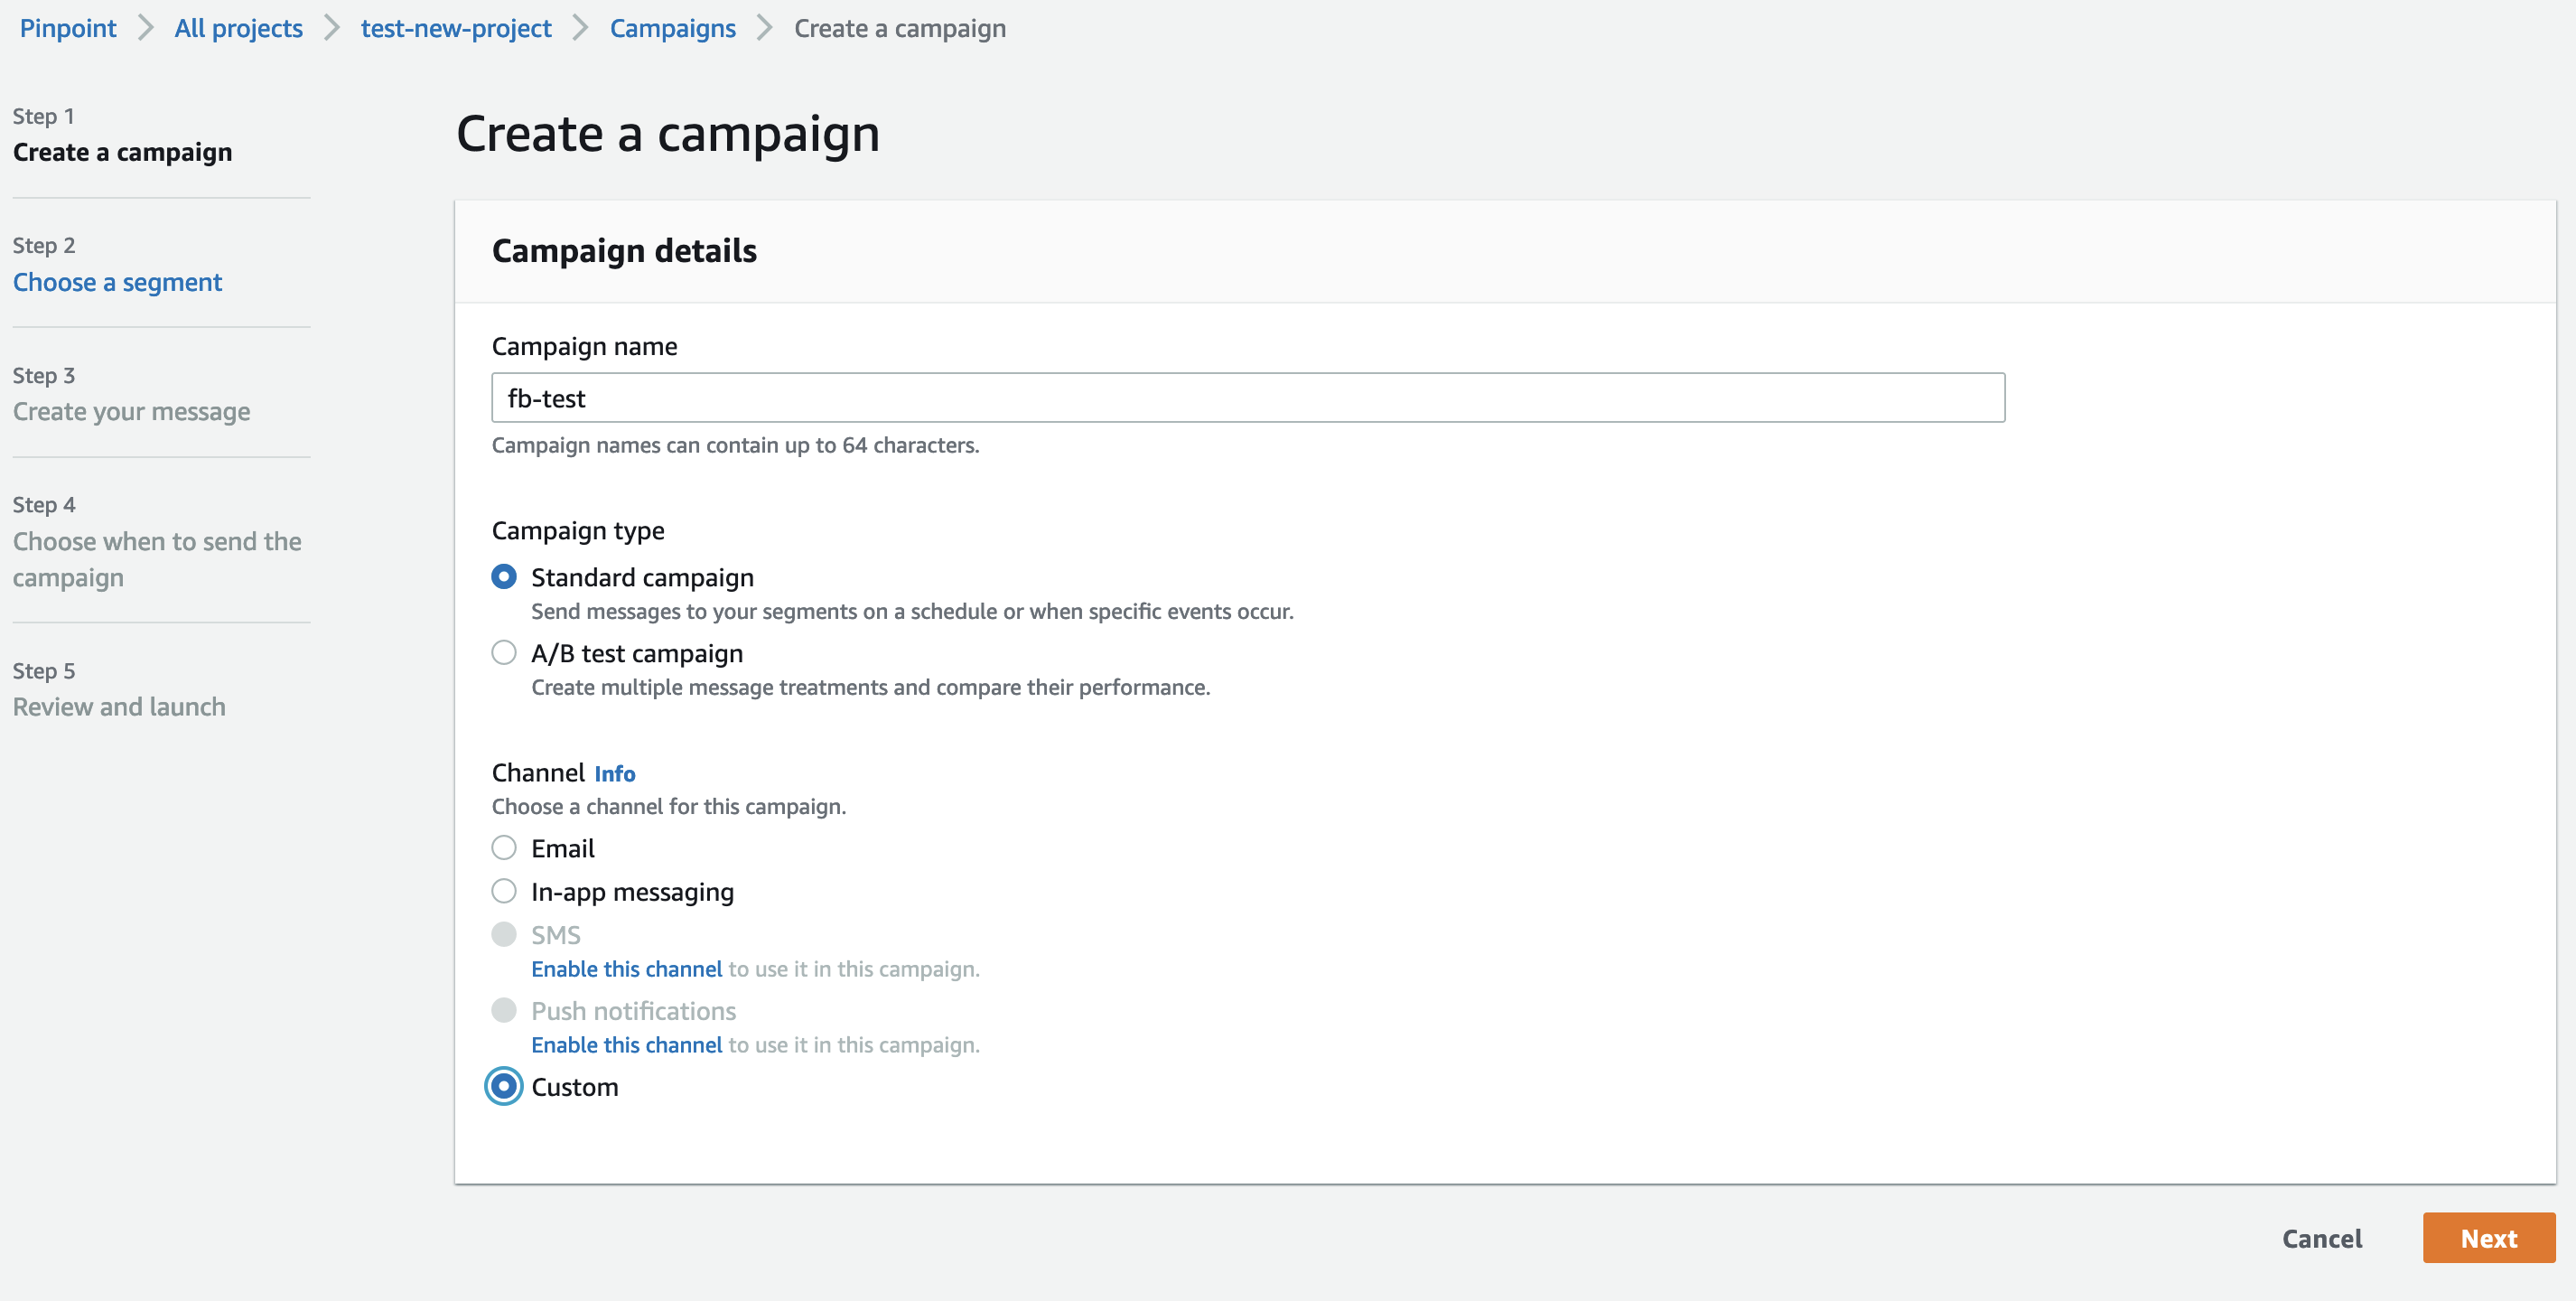 Pinpoint All projects test-new-project Campaigns Create a campaign
Step 1
Create a campaign
Step 2
Choose a segment
Step 3
Create your message
Step 4
Choose when to send the
campaign
Step 5
Review and launch
Create a campaign
Campaign details
Campaign name
fb-test
Campaign names can contain up to 64 characters.
Campaign type
Standard campaign
Send messages to your segments on a schedule or when specific events occur.
A/B test campaign
Create multiple message treatments and compare their performance.
Channel Info
Choose a channel for this campaign.
Email
In-app messaging
SMS
Enable this channel to use it in this campaign.
Push notifications
Enable this channel to use it in this campaign.
Custom
Cancel Next